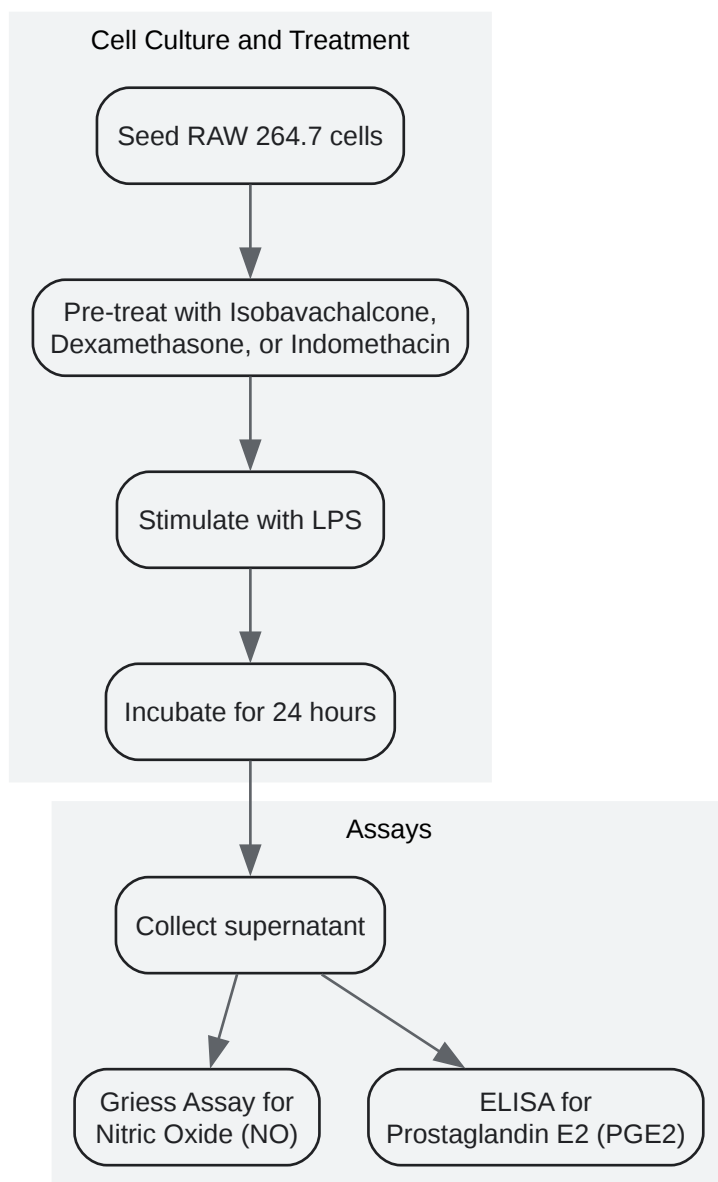 Cell Culture and Treatment
Seed RAW 264.7 cells
Pre-treat with Isobavachalcone,
Dexamethasone, or Indomethacin
Stimulate with LPS
Incubate for 24 hours
Assays
Collect supernatant
Griess Assay for
Nitric Oxide (NO)
ELISA for
Prostaglandin E2 (PGE2)